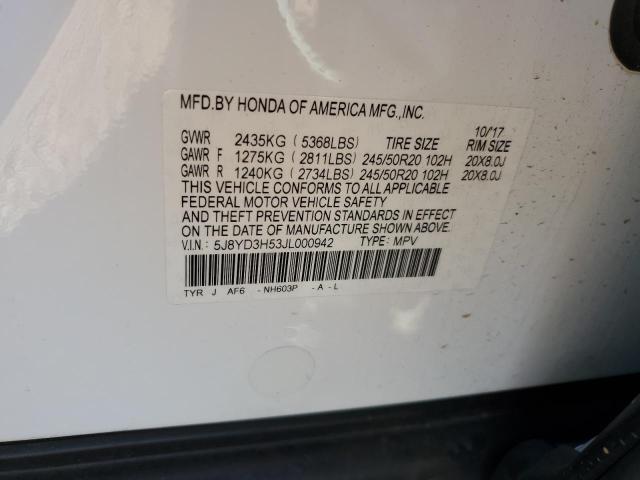 MFD.BY HONDA OF AMERICA MFG.,INC. 10/17
GVWR 2435KG ( 5368LBS) TIRE SIZE RIM SIZE
GAWR F 1275KG ( 2811LBS) 245/50R20 102H 20X8.0J
GAWR R 1240KG ( 2734LBS) 245/50R20 102H 20X8.0J
THIS VEHICLE CONFORMS TO ALL APPLICABLE
FEDERAL MOTOR VEHICLE SAFETY
AND THEFT PREVENTION STANDARDS IN EFFECT
ON THE DATE OF MANUFACTURE SHOWN ABOVE.
V.I.N.: 5J8YD3H53JL000942 TYPE: MPV
TYR J AF6 - NH603P - A - L